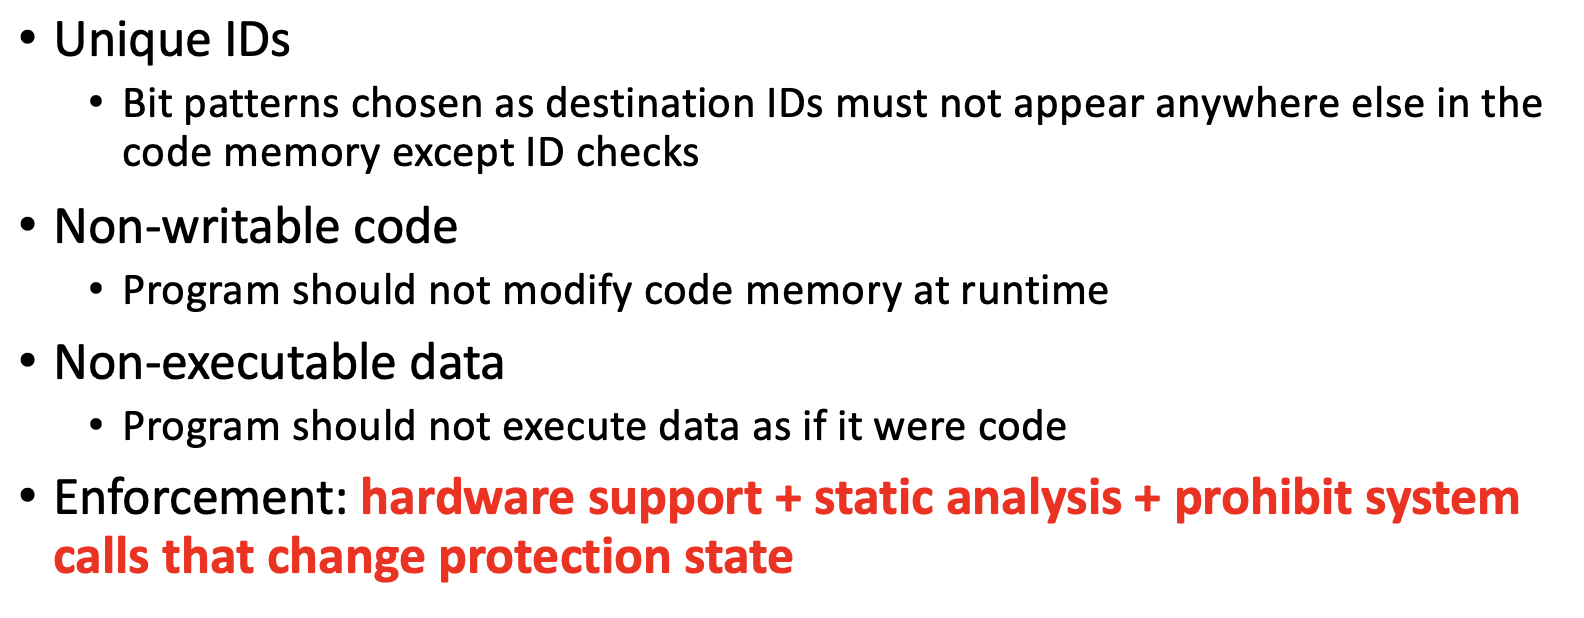 • Unique IDs
• Bit patterns chosen as destination IDs must not appear anywhere else in the
code memory except ID checks
• Non-writable code
• Program should not modify code memory at runtime
• Non-executable data
• Program should not execute data as if it were code
• Enforcement: hardware support + static analysis + prohibit system
calls that change protection state